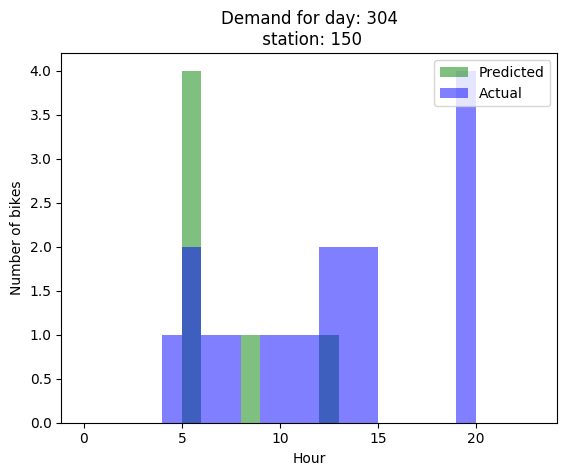 Demand for day: 304
station: 150
Predicted
Actual
4.0
3.5
3.0
2.5
2.0
1.5
1.0
0.5
0.0
Number of bikes
0 5 10 15 20
Hour